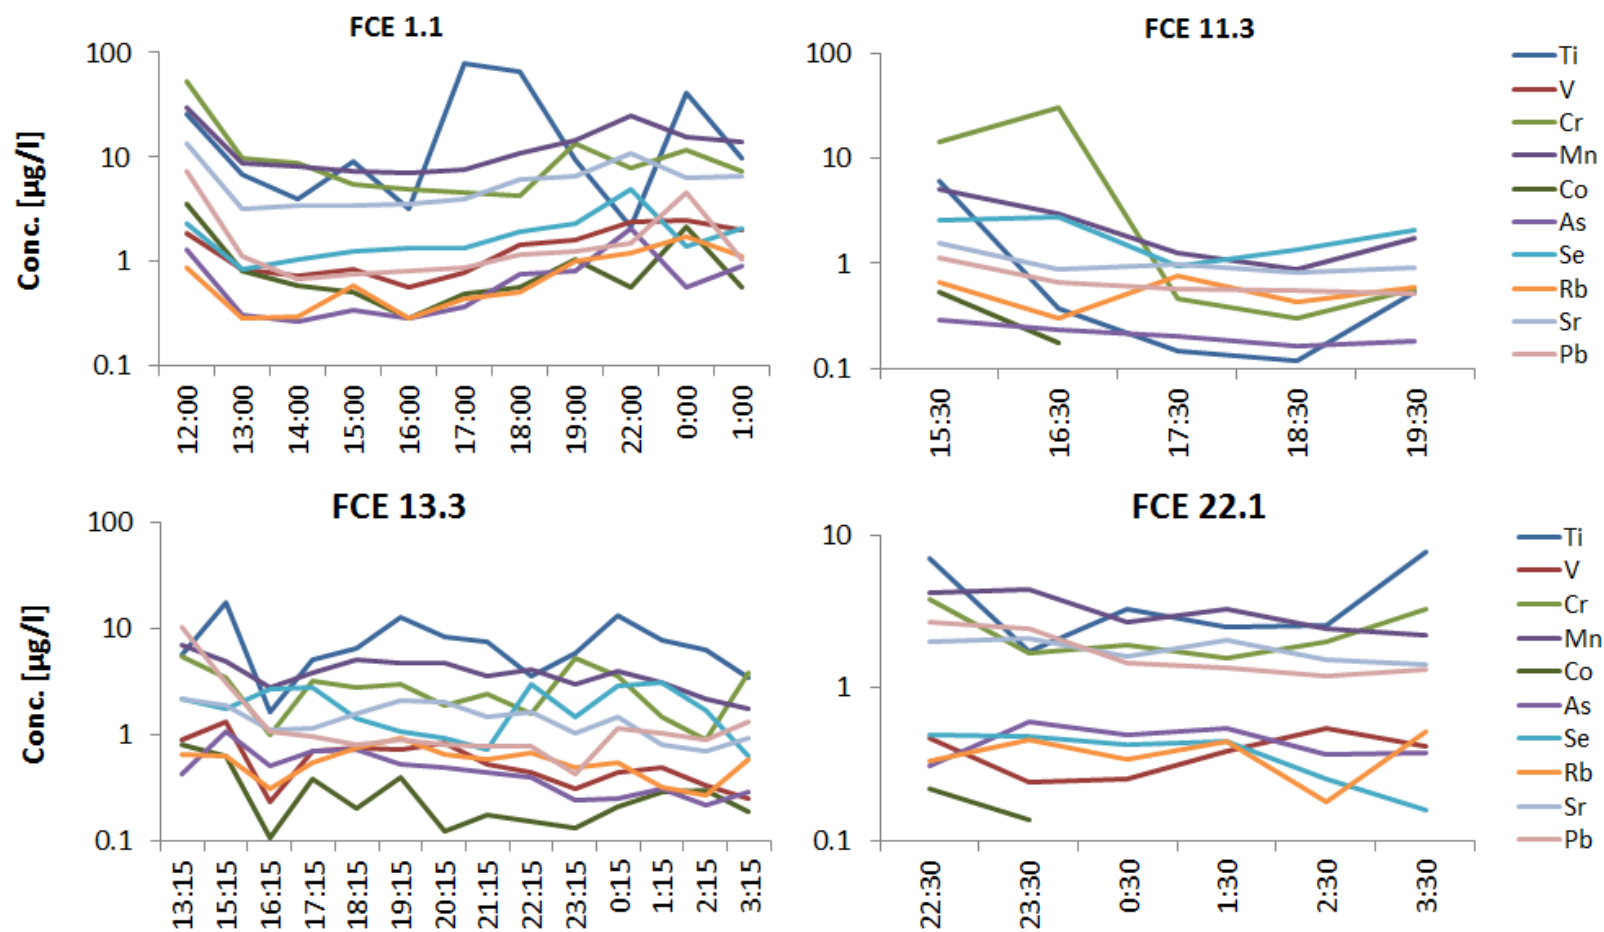 FCE 1.1
Conc. [µg/l]
100
10
1
0.1
12:00
13:00
14:00
15:00
16:00
17:00
18:00
19:00
22:00
0:00
1:00
FCE 11.3
100
10
1
0.1
15:30
16:30
17:30
18:30
19:30
Ti
V
Cr
Mn
Co
As
Se
Rb
Sr
Pb
FCE 13.3
Conc. [µg/l]
100
10
1
0.1
13:15
15:15
16:15
17:15
18:15
19:15
20:15
21:15
22:15
23:15
0:15
1:15
2:15
3:15
FCE 22.1
10
1
0.1
22:30
23:30
0:30
1:30
2:30
3:30
Ti
V
Cr
Mn
Co
As
Se
Rb
Sr
Pb